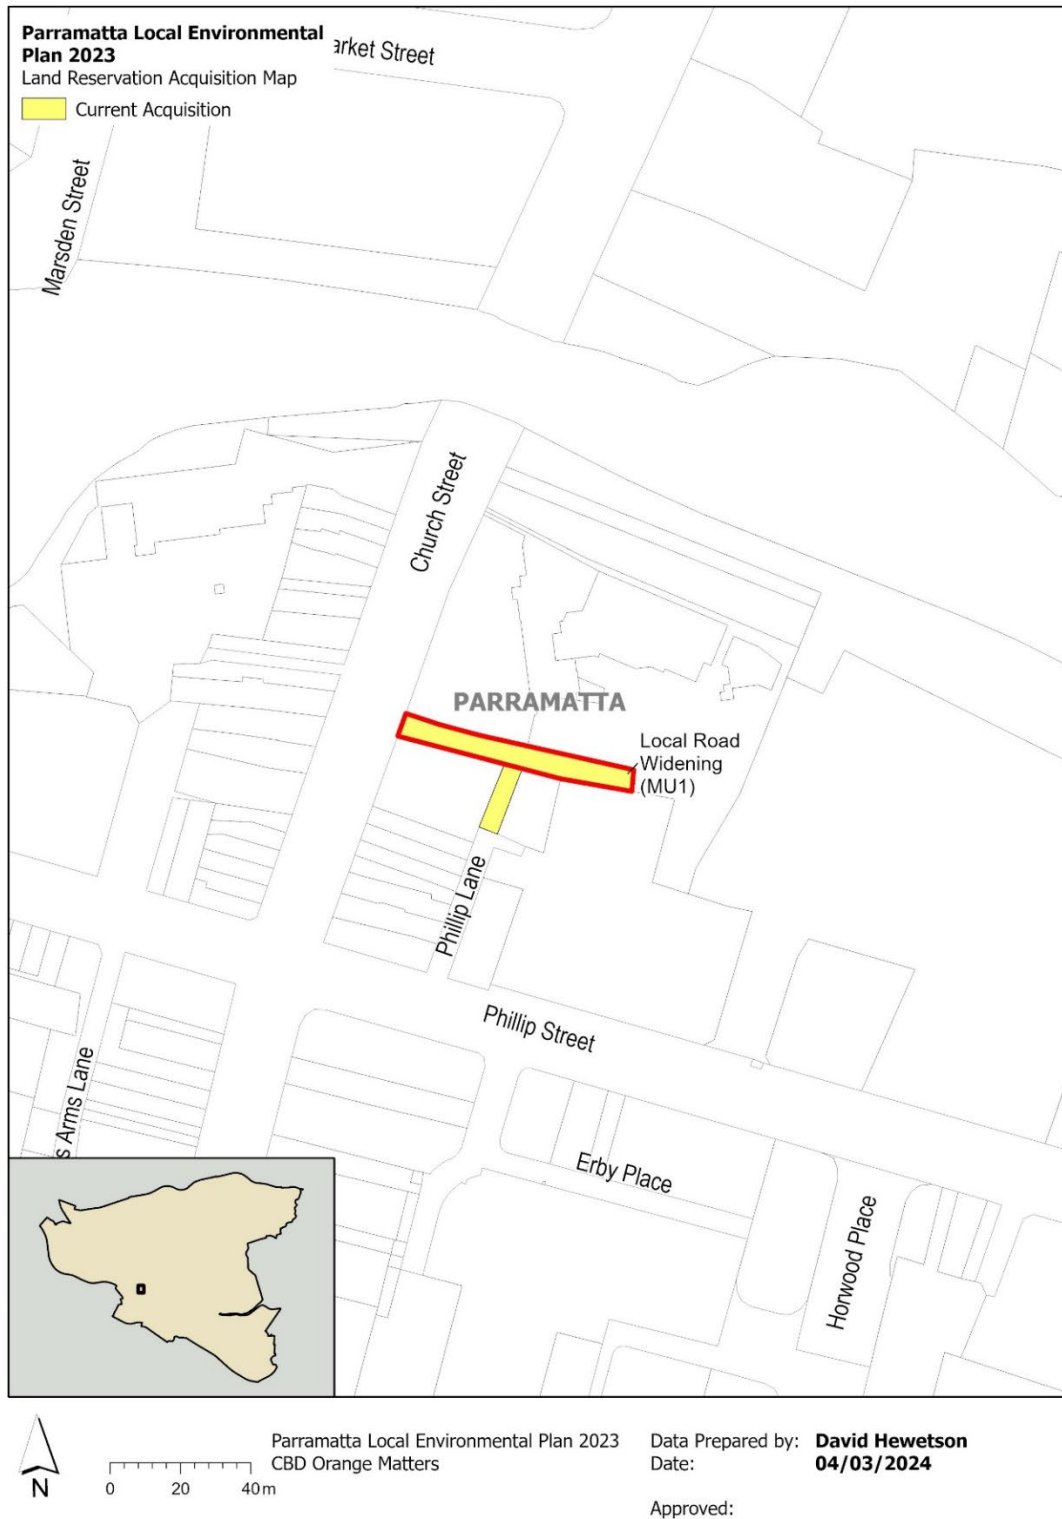 Parramatta Local Environmental
Plan 2023
Land Reservation Acquisition Map
Current Acquisition
arket Street
Marsden Street
Church Street
PARRAMATTA
Local Road
Widening
(MU1)
Phillip Lane
Phillip Street
s Arms Lane
Erby Place
Horwood Place
N
0 20 40 m
Parramatta Local Environmental Plan 2023
CBD Orange Matters
Data Prepared by: David Hewetson
Date: 04/03/2024
Approved: